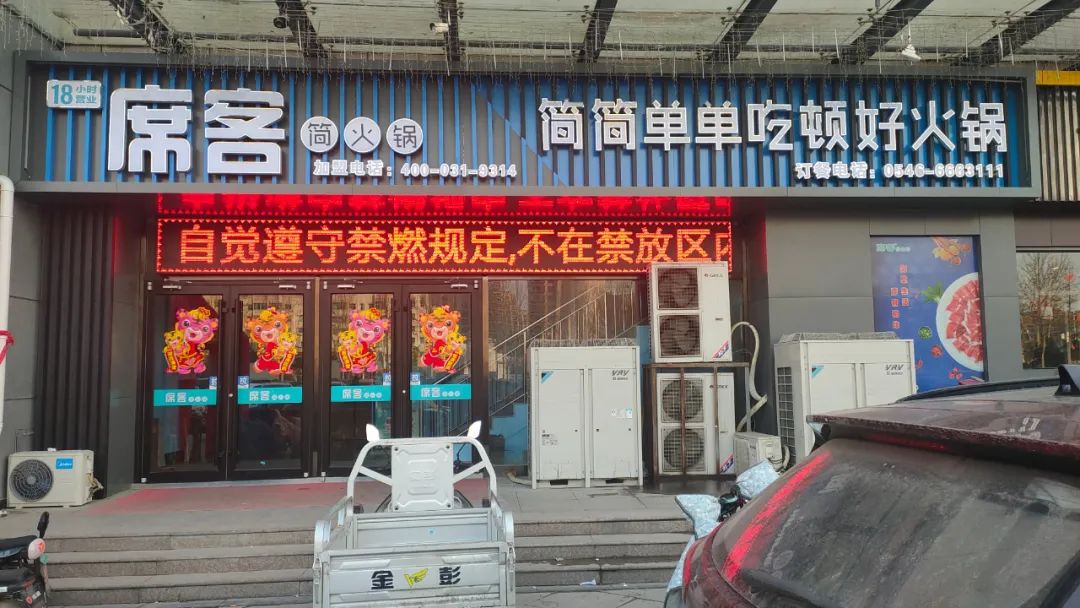 18小时营业
席客 简火锅
加盟电话：400-031-9314
简简单单吃顿好火锅
订餐电话：0546-6663111
自觉遵守禁燃规定,不在禁放区
席客
席客
席客
席客
VRV
VRV
Midea
金彭